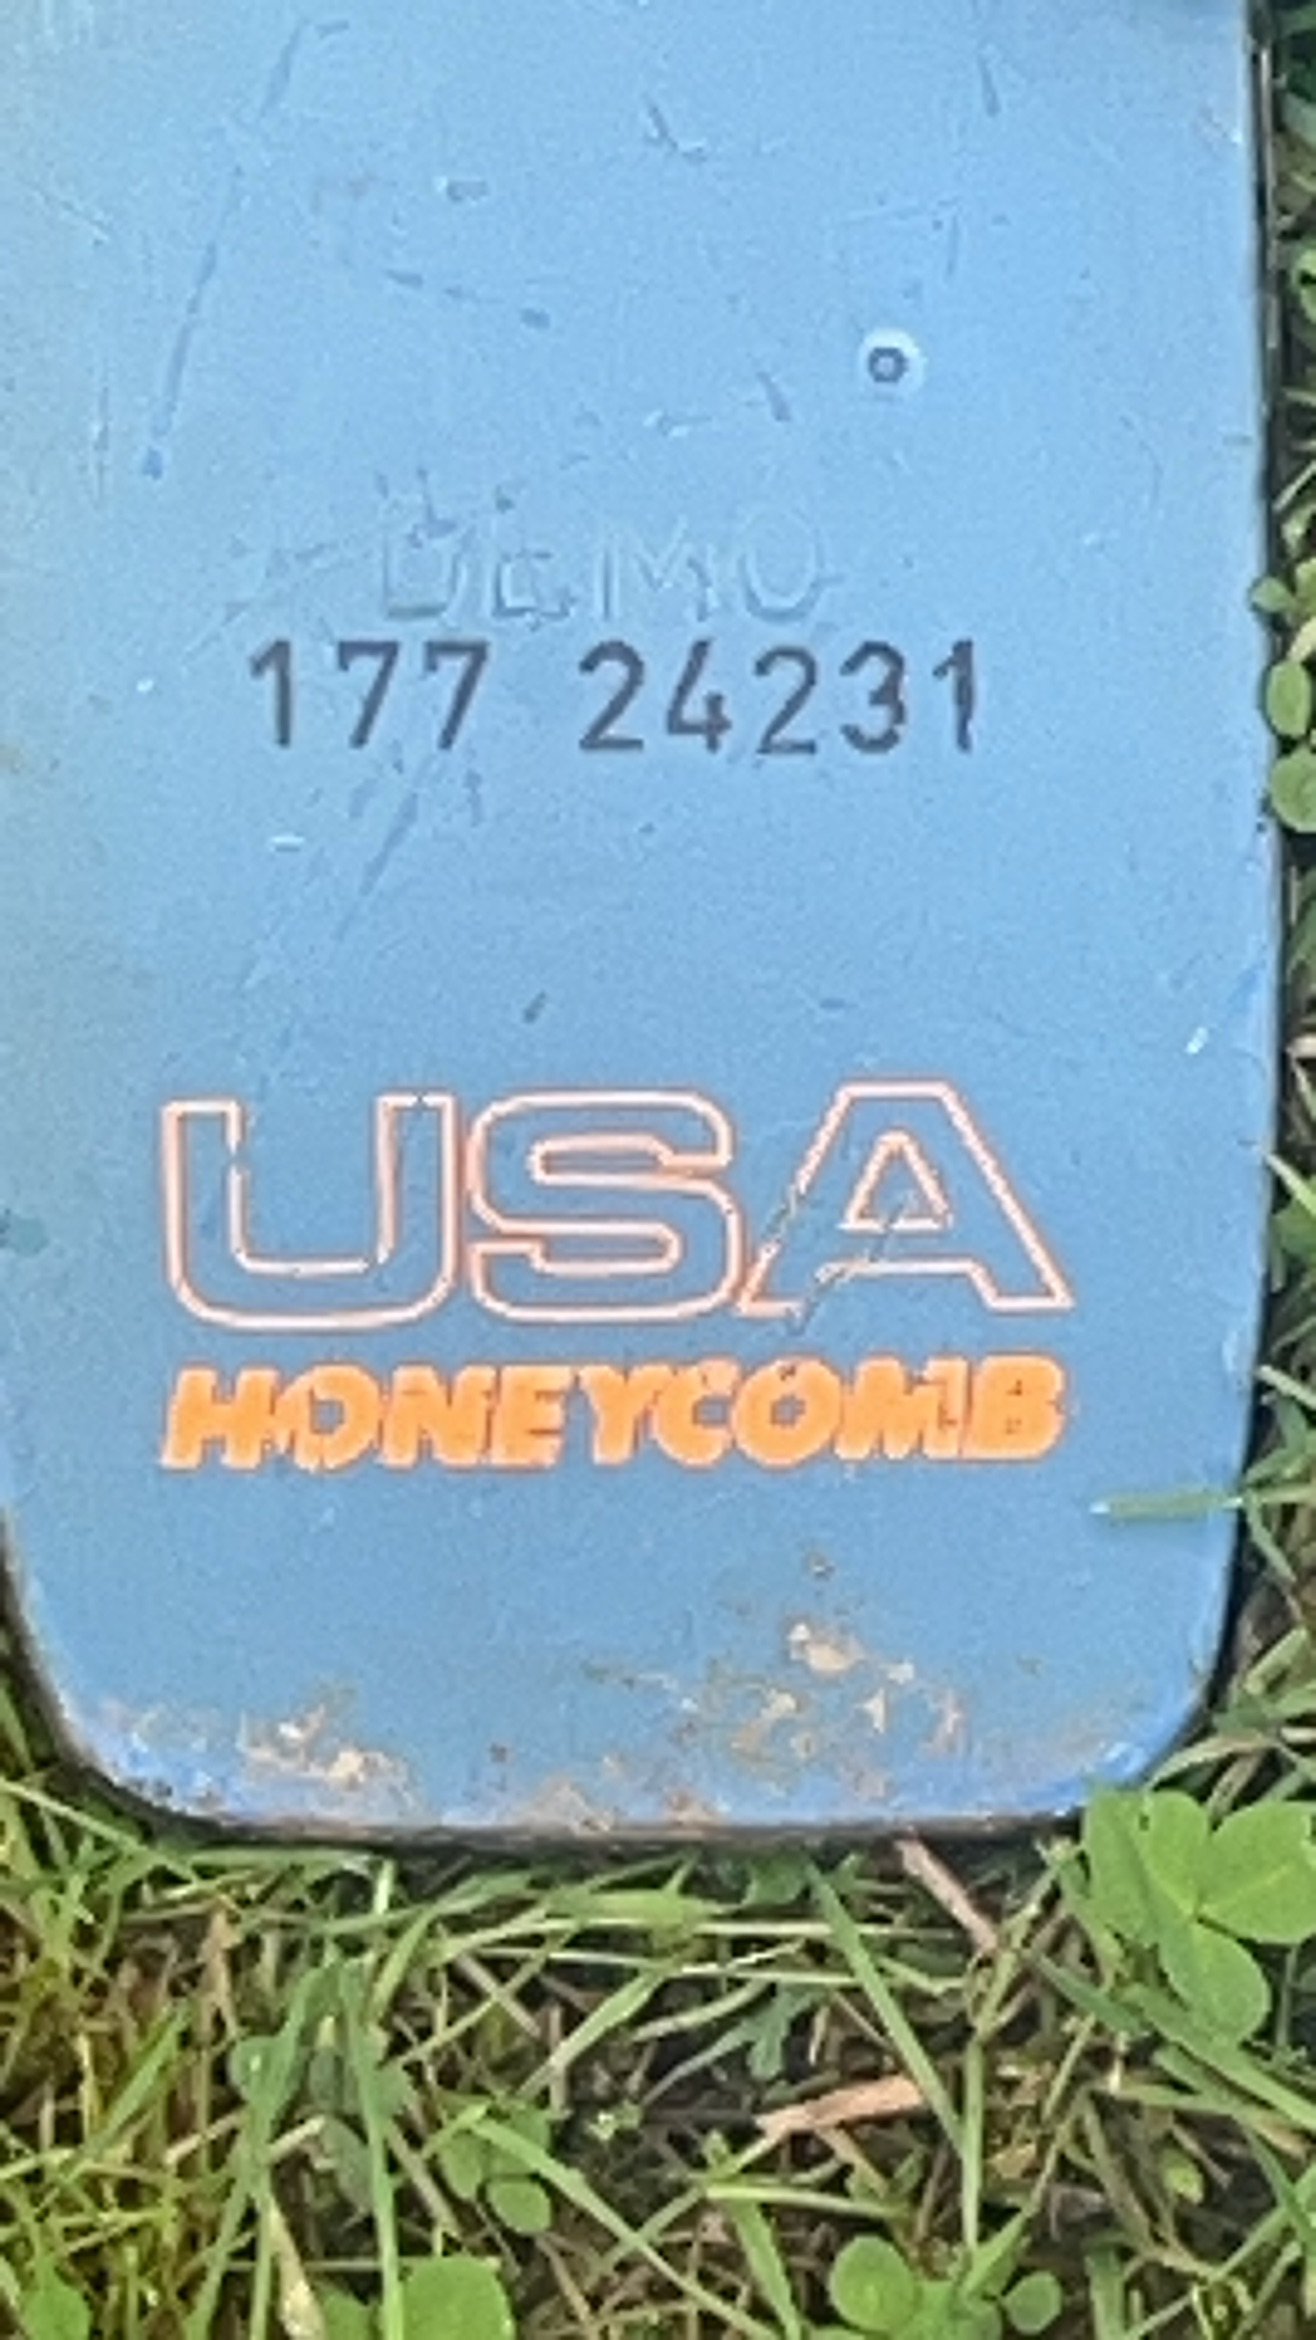 DEMO
177 24231
USA
HONEYCOMB